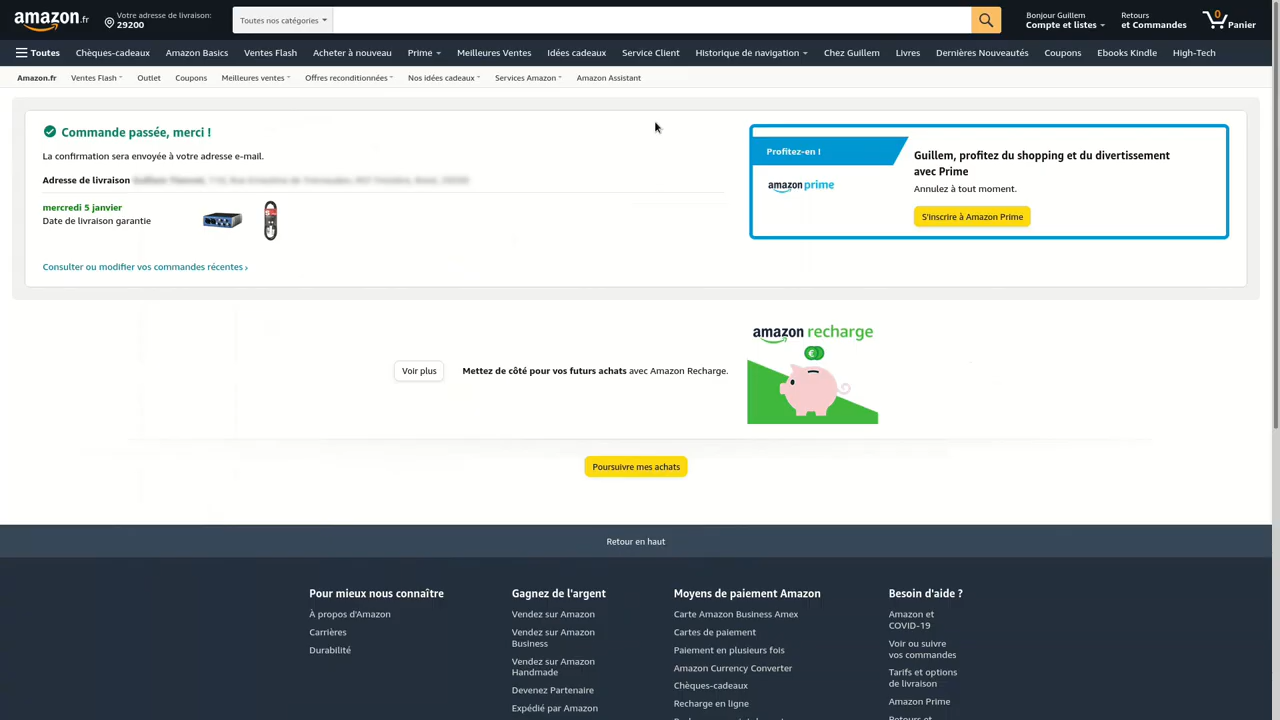 amazon.fr
Votre adresse de livraison:
29200
Toutes nos catégories
Bonjour Guillem
Compte et listes
Retours
et Commandes
0
Panier
Toutes
Chèques-cadeaux
Amazon Basics
Ventes Flash
Acheter à nouveau
Prime
Meilleures Ventes
Idées cadeaux
Service Client
Historique de navigation
Chez Guillem
Livres
Dernières Nouveautés
Coupons
Ebooks Kindle
High-Tech
Amazon.fr
Ventes Flash
Outlet
Coupons
Meilleures ventes
Offres reconditionnées
Nos idées cadeaux
Services Amazon
Amazon Assistant
Commande passée, merci !
La confirmation sera envoyée à votre adresse e-mail.
Adresse de livraison
mercredi 5 janvier
Date de livraison garantie
Consulter ou modifier vos commandes récentes ›
Profitez-en !
amazon prime
Guillem, profitez du shopping et du divertissement
avec Prime
Annulez à tout moment.
S'inscrire à Amazon Prime
Voir plus
Mettez de côté pour vos futurs achats avec Amazon Recharge.
amazon recharge
€
Poursuivre mes achats
Retour en haut
Pour mieux nous connaître
À propos d'Amazon
Carrières
Durabilité
Gagnez de l'argent
Vendez sur Amazon
Vendez sur Amazon
Business
Vendez sur Amazon
Handmade
Devenez Partenaire
Expédié par Amazon
Moyens de paiement Amazon
Carte Amazon Business Amex
Cartes de paiement
Paiement en plusieurs fois
Amazon Currency Converter
Chèques-cadeaux
Recharge en ligne
Besoin d'aide ?
Amazon et
COVID-19
Voir ou suivre
vos commandes
Tarifs et options
de livraison
Amazon Prime
Retours et